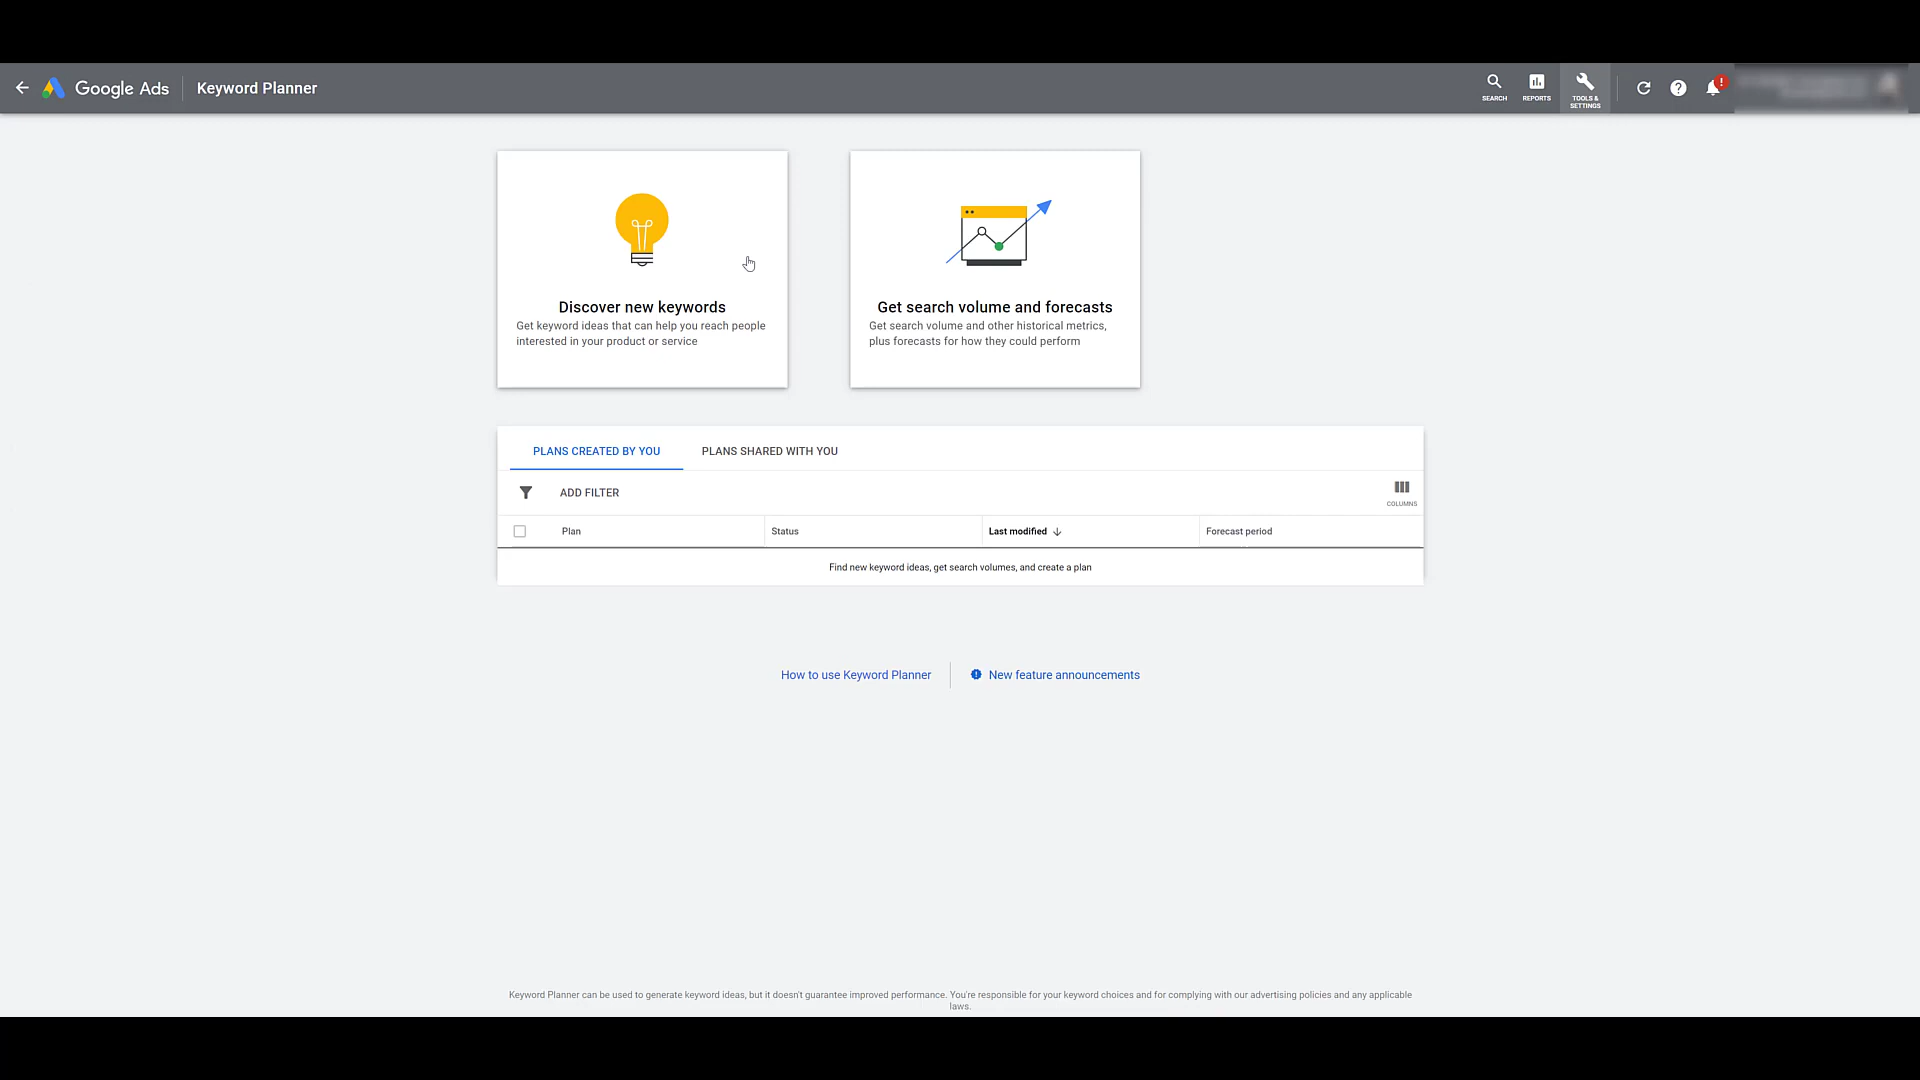 Google Ads
Keyword Planner
SEARCH
REPORTS
TOOLS &
SETTINGS
!
Discover new keywords
Get keyword ideas that can help you reach people
interested in your product or service
Get search volume and forecasts
Get search volume and other historical metrics,
plus forecasts for how they could perform
PLANS CREATED BY YOU
PLANS SHARED WITH YOU
ADD FILTER
COLUMNS
Plan
Status
Last modified
Forecast period
Find new keyword ideas, get search volumes, and create a plan
How to use Keyword Planner
New feature announcements
Keyword Planner can be used to generate keyword ideas, but it doesn't guarantee improved performance. You're responsible for your keyword choices and for complying with our advertising policies and any applicable
laws.